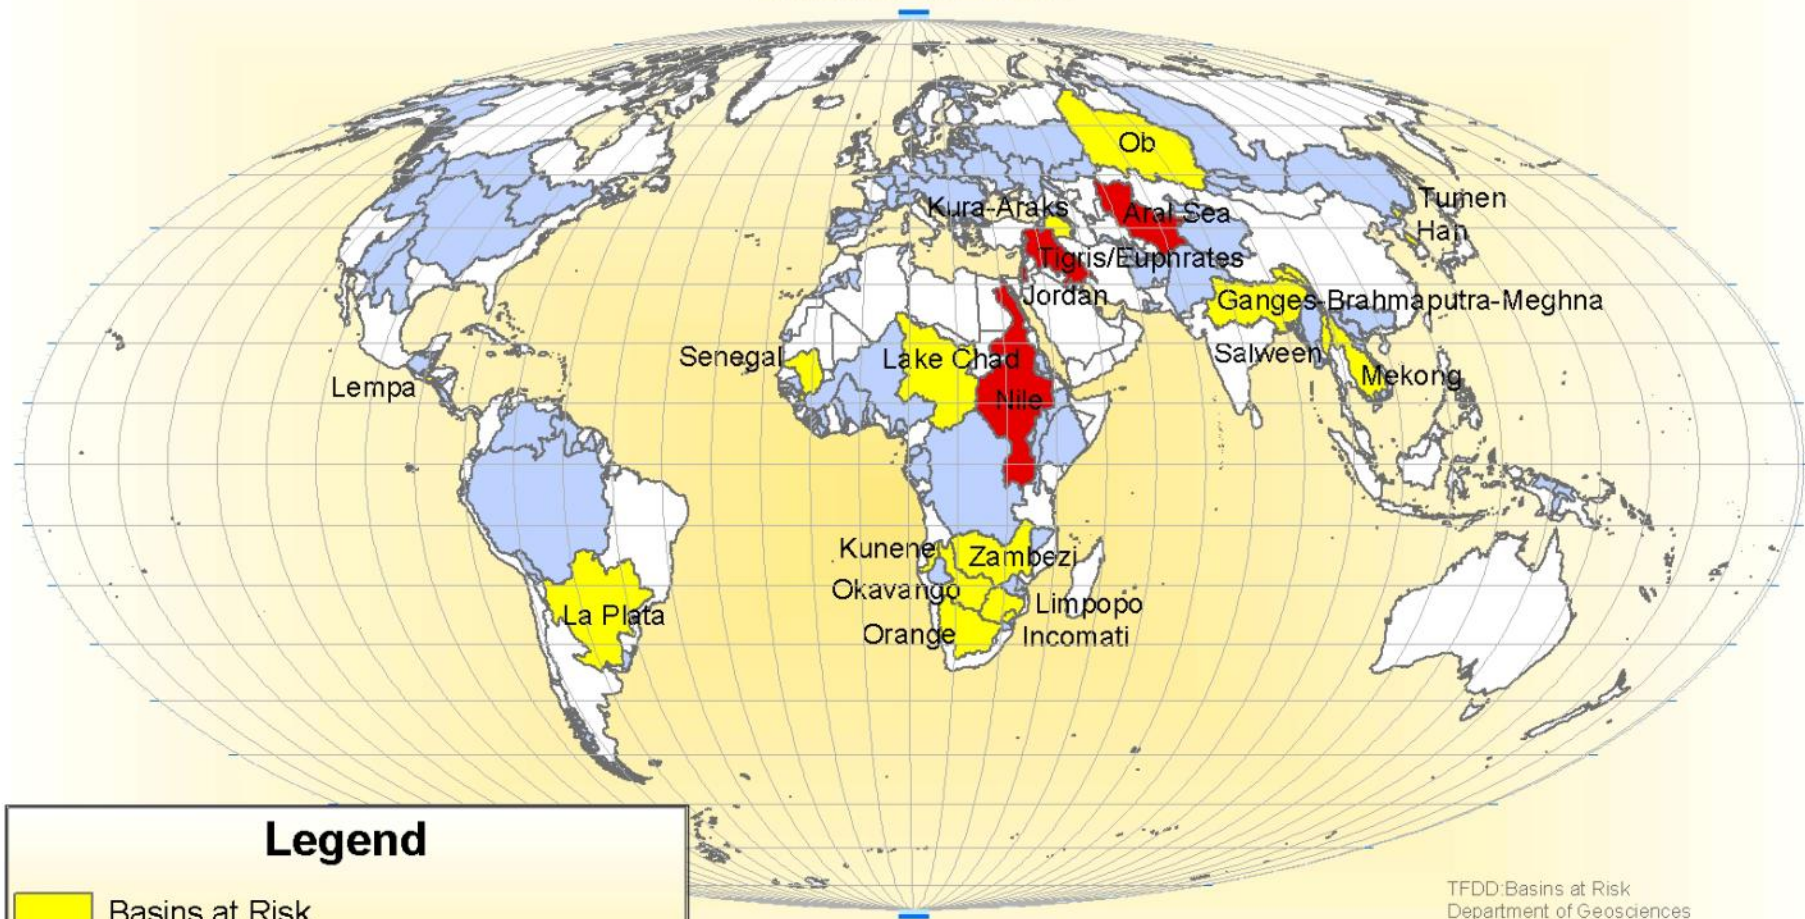 Ob
Tumen
Kura-Araks
Aral Sea
Han
Tigris/Euphrates
Jordan
Ganges-Brahmaputra-Meghna
Senegal
Lake Chad
Salween
Lempa
Mekong
Nile
Kunene
Zambezi
Okavango
Limpopo
La Plata
Orange
Incomati
Legend
Basins at Risk
TFDD:Basins at Risk
Department of Geosciences